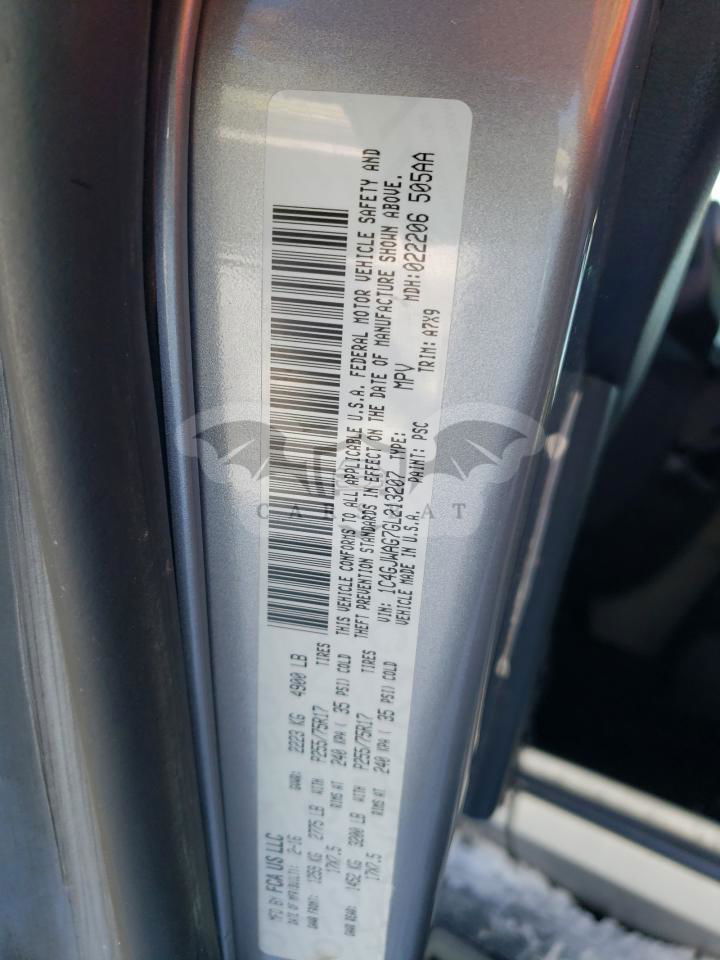 MFD BY FCA US LLC
DATE OF MFR/BUILT: 2-16
GVWR: 2223 KG 4900 LB
GAWR FRONT: 1259 KG 2775 LB WITH P255/75R17 TIRES
17X7.5 RIMS AT 240 KPA ( 35 PSI) COLD
GAWR REAR: 1452 KG 3200 LB WITH P255/75R17 TIRES
17X7.5 RIMS AT 240 KPA ( 35 PSI) COLD
THIS VEHICLE CONFORMS TO ALL APPLICABLE U.S.A. FEDERAL MOTOR VEHICLE SAFETY AND
THEFT PREVENTION STANDARDS IN EFFECT ON THE DATE OF MANUFACTURE SHOWN ABOVE.
VIN: 1C4GJWAG7GL213207 TYPE: MPV MDH:022206 505AA
VEHICLE MADE IN U.S.A. PAINT: PSC TRIM: A7X9